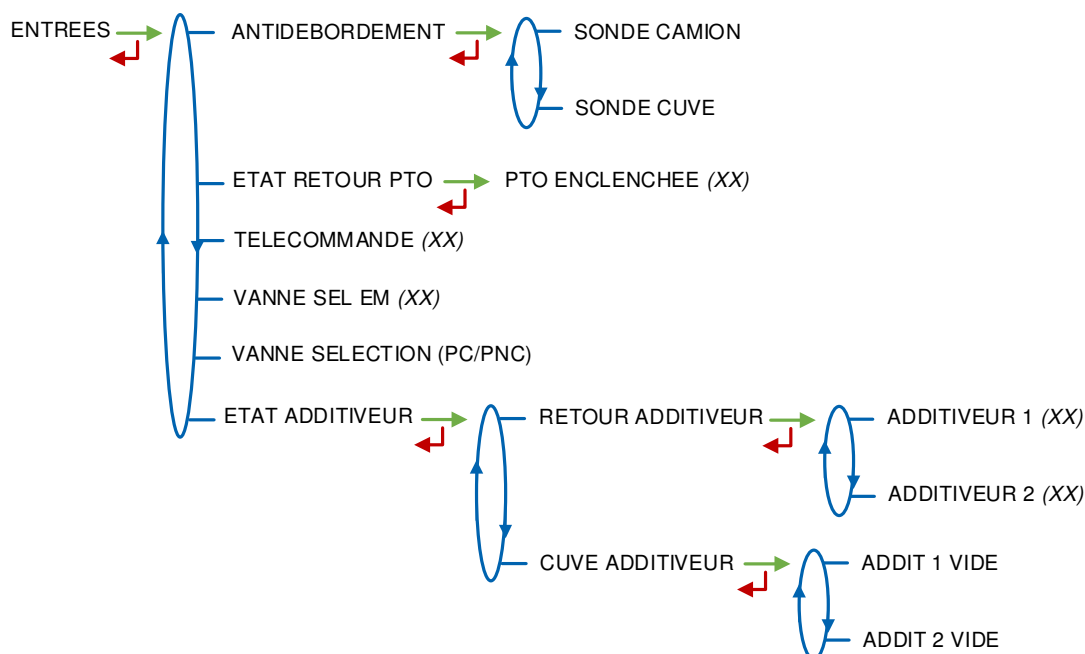 ENTREES
ANTIDEBORDEMENT
SONDE CAMION
SONDE CUVE
ETAT RETOUR PTO
PTO ENCLENCHEE (XX)
TELECOMMANDE (XX)
VANNE SEL EM (XX)
VANNE SELECTION (PC/PNC)
ETAT ADDITIVEUR
RETOUR ADDITIVEUR
ADDITIVEUR 1 (XX)
ADDITIVEUR 2 (XX)
CUVE ADDITIVEUR
ADDIT 1 VIDE
ADDIT 2 VIDE